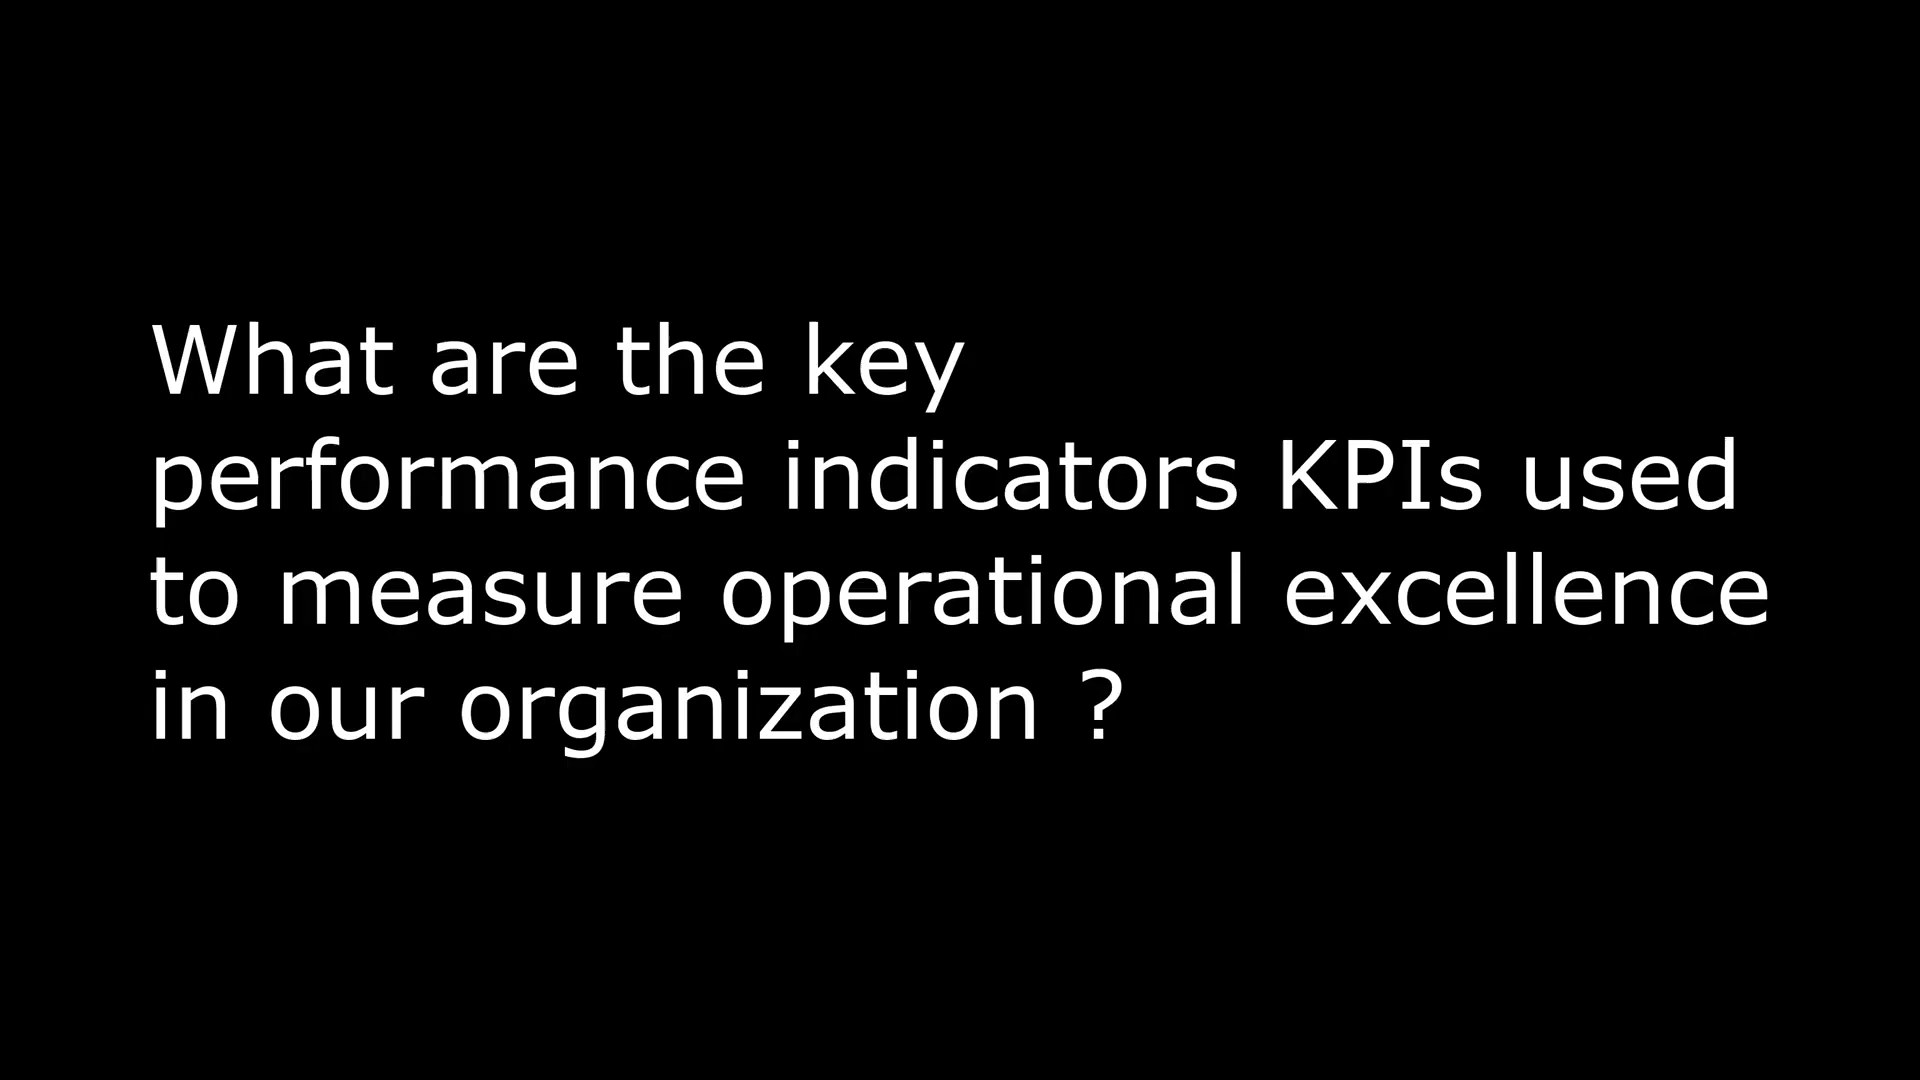 What are the key
performance indicators KPIs used
to measure operational excellence
in our organization ?